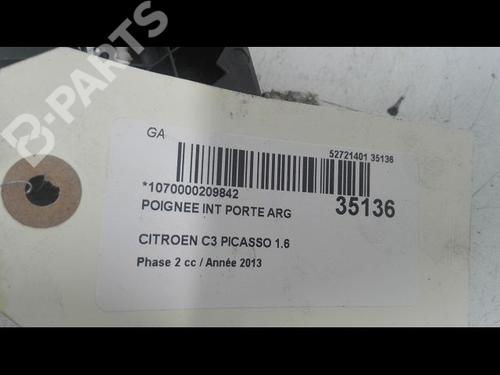 B-PARTS
GA
52721401 35136
*1070000209842
POIGNEE INT PORTE ARG
35136
CITROEN C3 PICASSO 1.6
Phase 2 cc / Année 2013